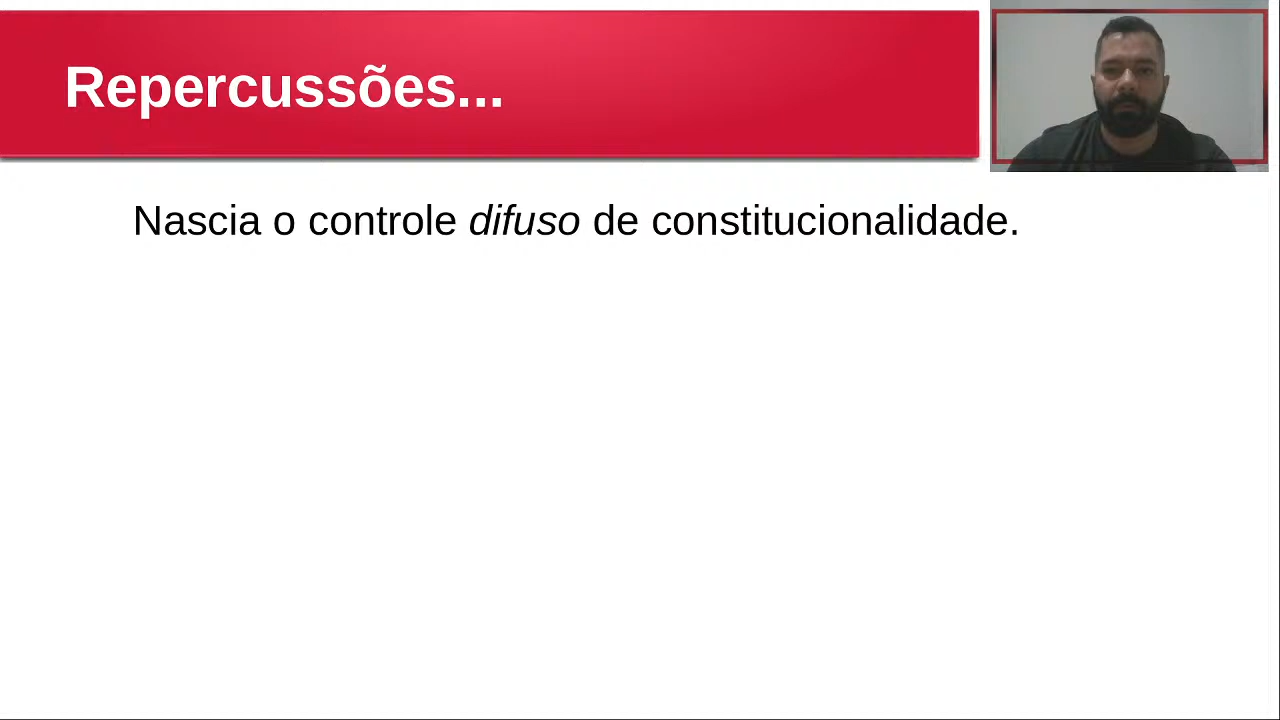 Repercussões...
Nascia o controle difuso de constitucionalidade.